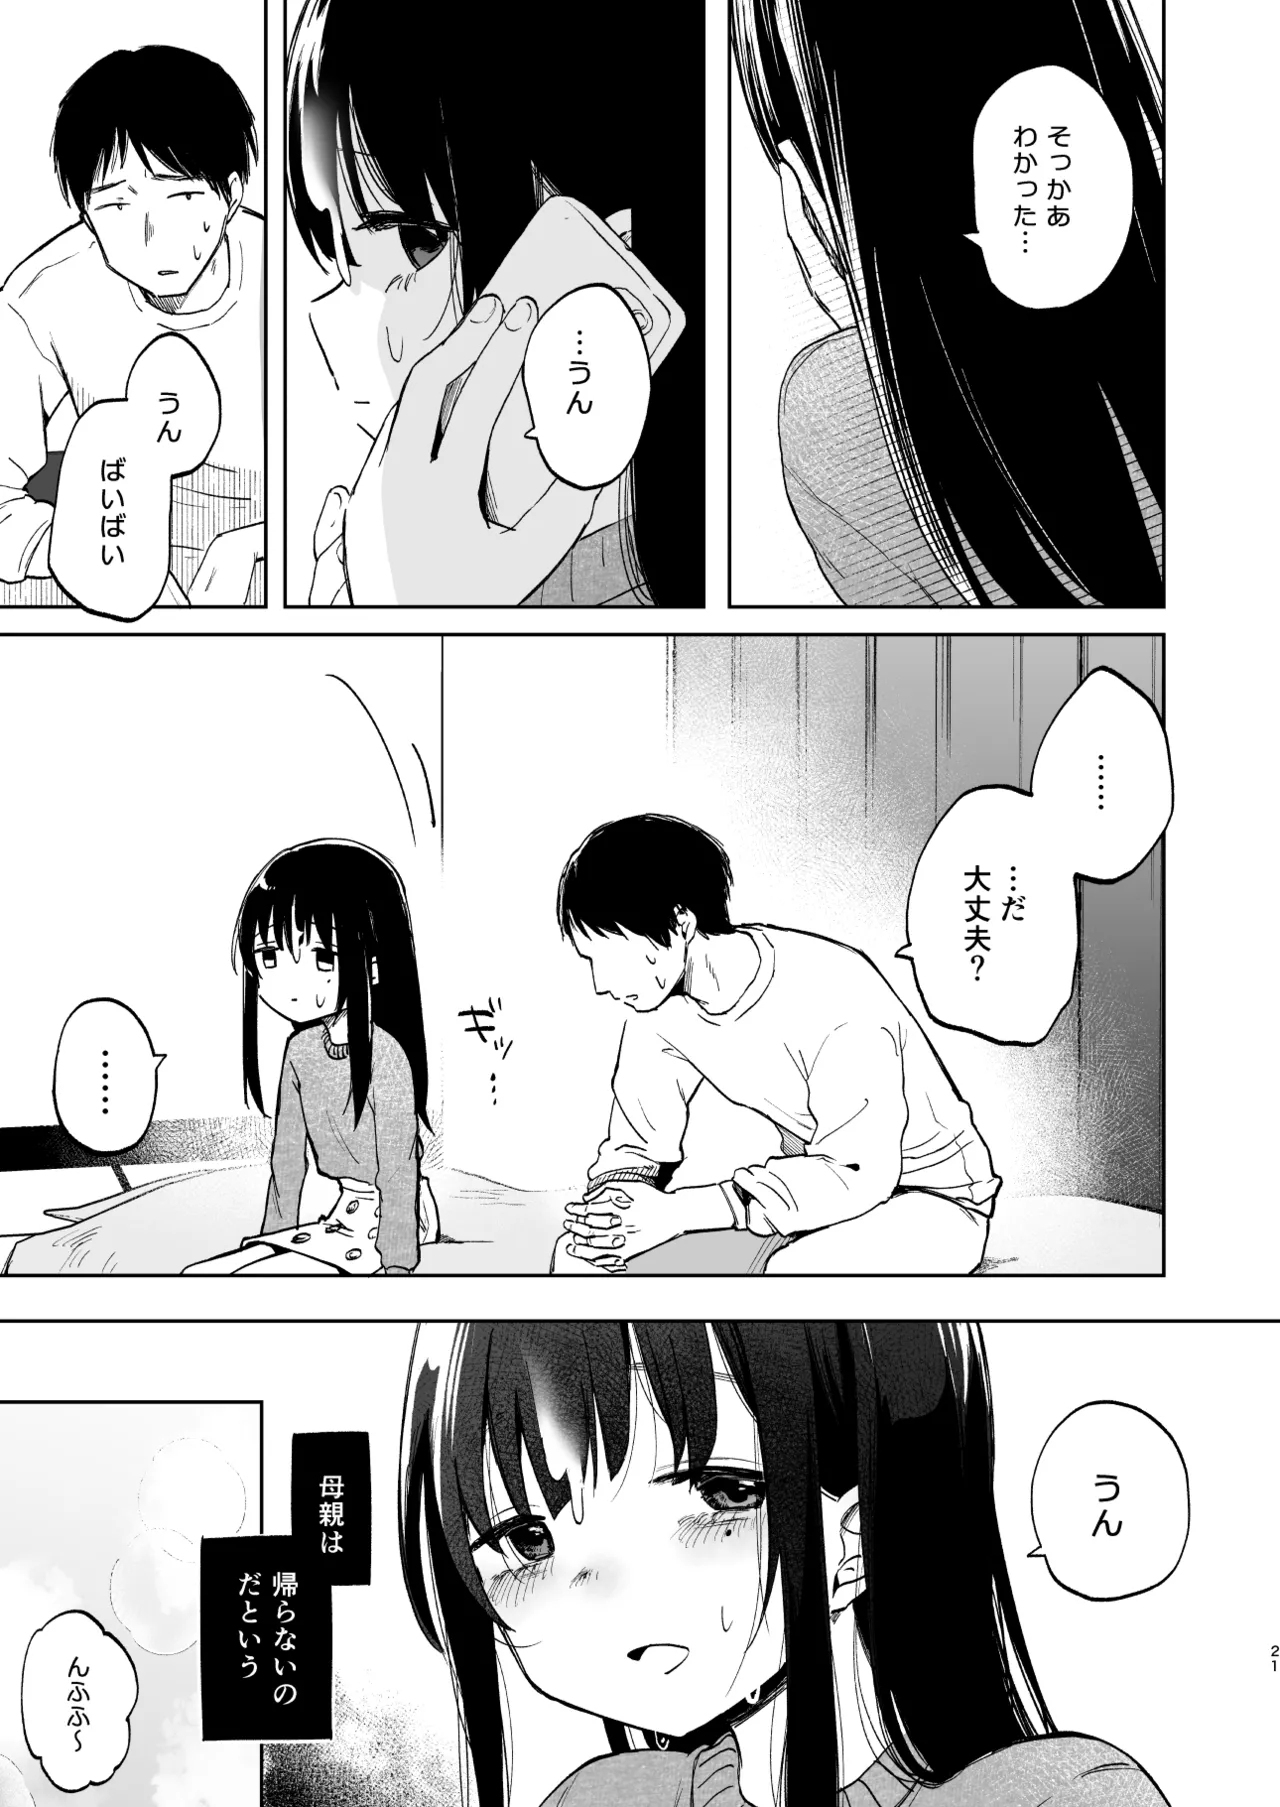 そっかあ
わかった…
…うん
うん
ばいばい
……
…だ
大丈夫?
ギッ…
………
うん
母親は
帰らないの
だという
んふふ～
21